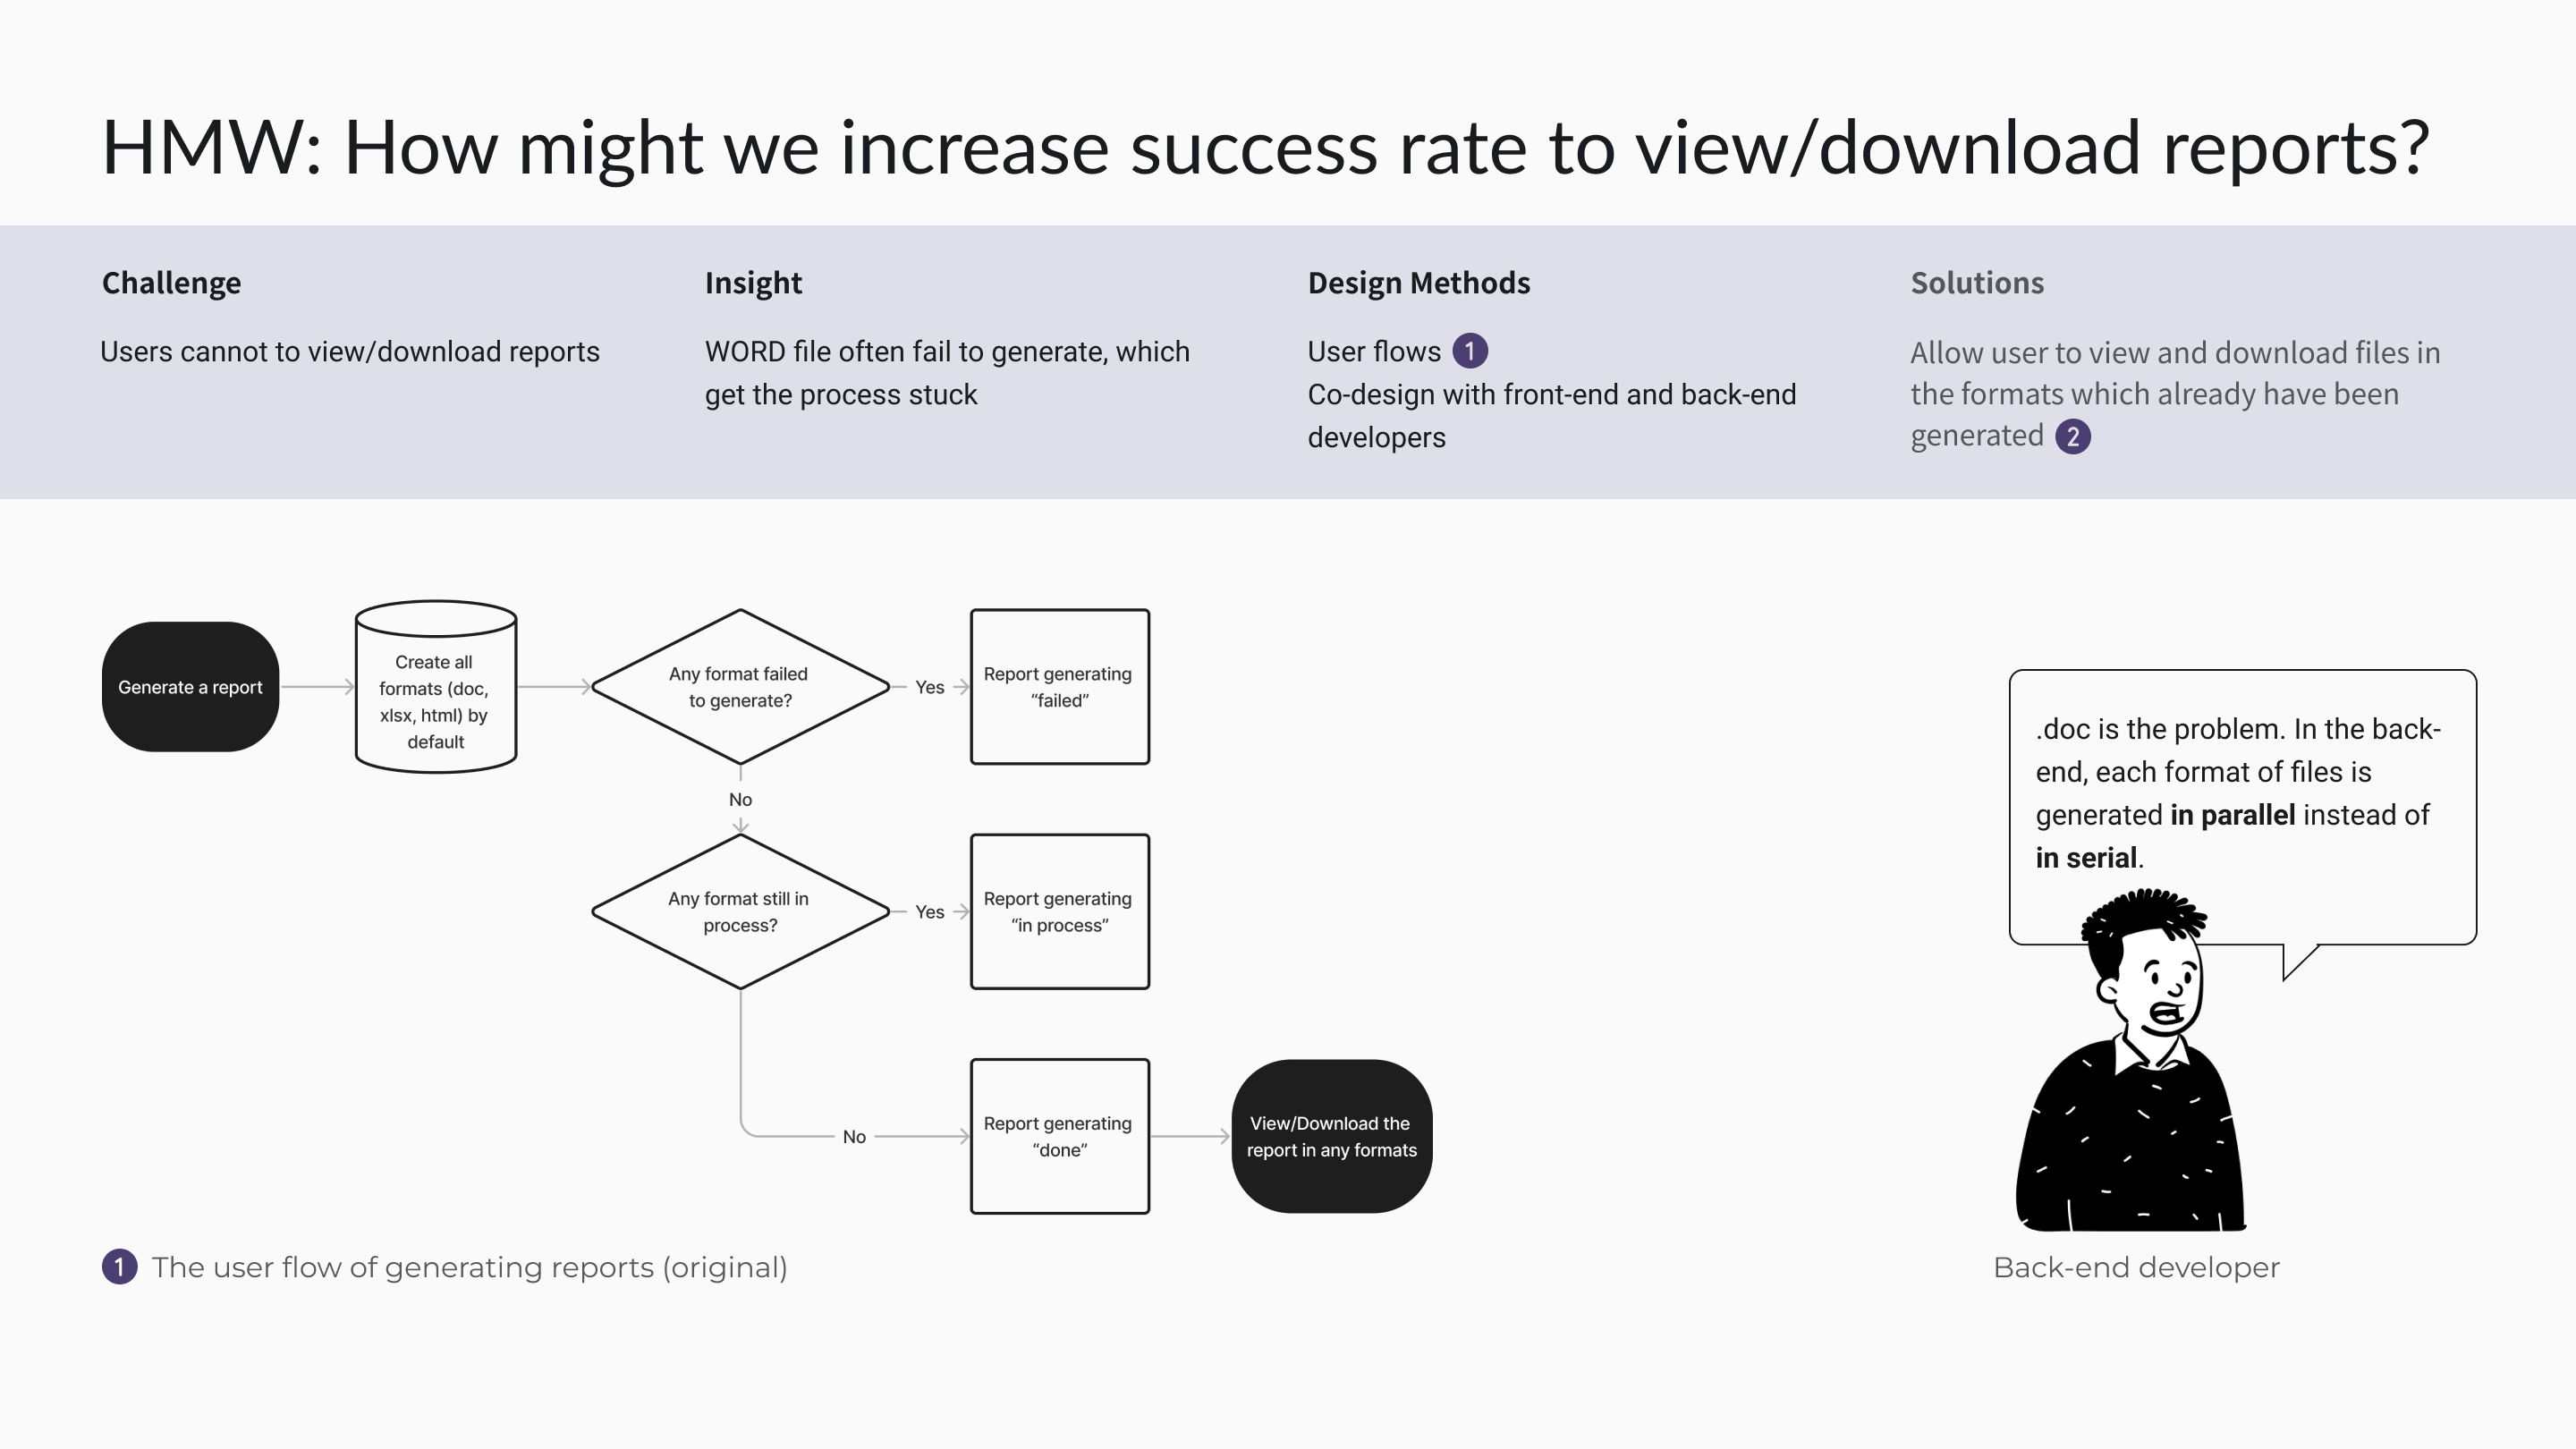 HMW: How might we increase success rate to view/download reports?
Challenge
Users cannot to view/download reports
Insight
WORD file often fail to generate, which
get the process stuck
Design Methods
User flows 1
Co-design with front-end and back-end
developers
Solutions
Allow user to view and download files in
the formats which already have been
generated 2
Generate a report
Create all
formats (doc,
xlsx, html) by
default
Any format failed
to generate?
Yes
Report generating
“failed”
No
Any format still in
process?
Yes
Report generating
“in process”
No
Report generating
“done”
View/Download the
report in any formats
1 The user flow of generating reports (original)
.doc is the problem. In the back-
end, each format of files is
generated in parallel instead of
in serial.
Back-end developer